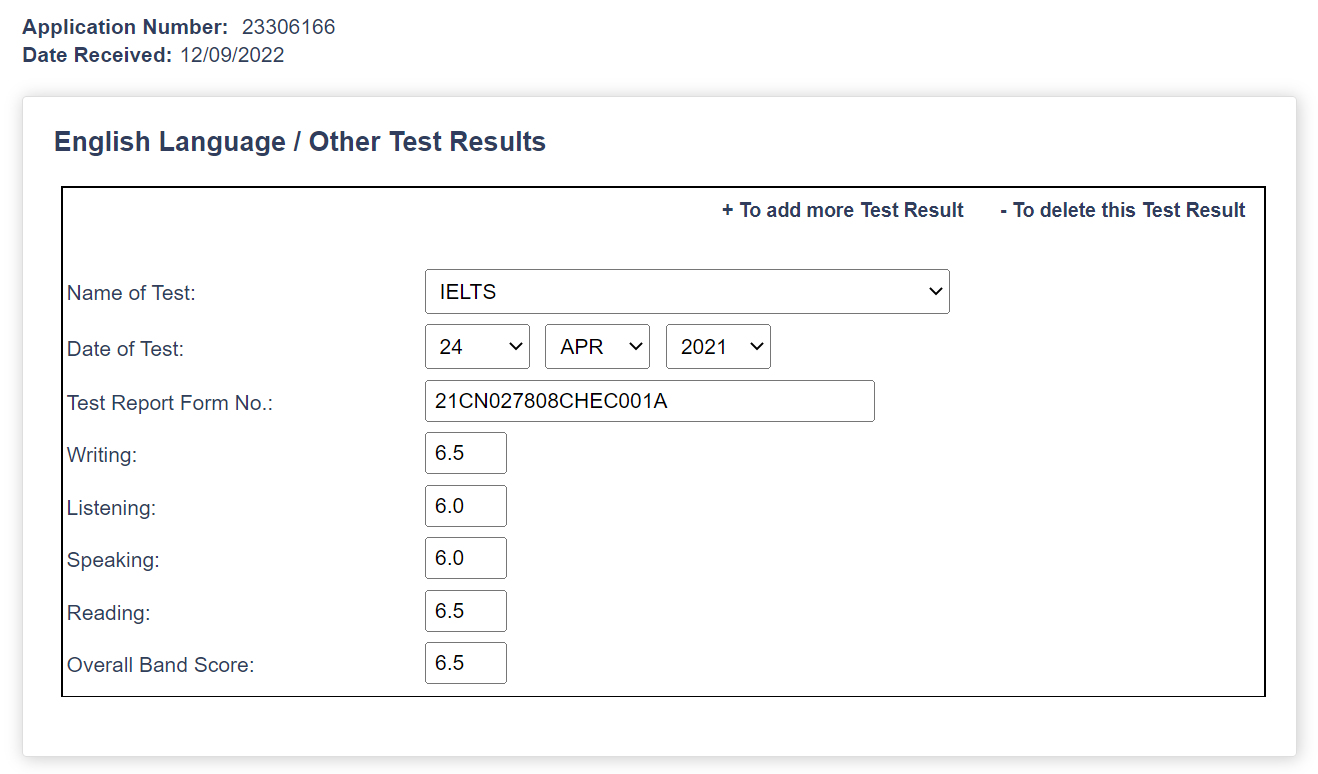 Application Number: 23306166
Date Received: 12/09/2022
English Language / Other Test Results
+ To add more Test Result - To delete this Test Result
Name of Test: IELTS
Date of Test: 24 APR 2021
Test Report Form No.: 21CN027808CHEC001A
Writing: 6.5
Listening: 6.0
Speaking: 6.0
Reading: 6.5
Overall Band Score: 6.5